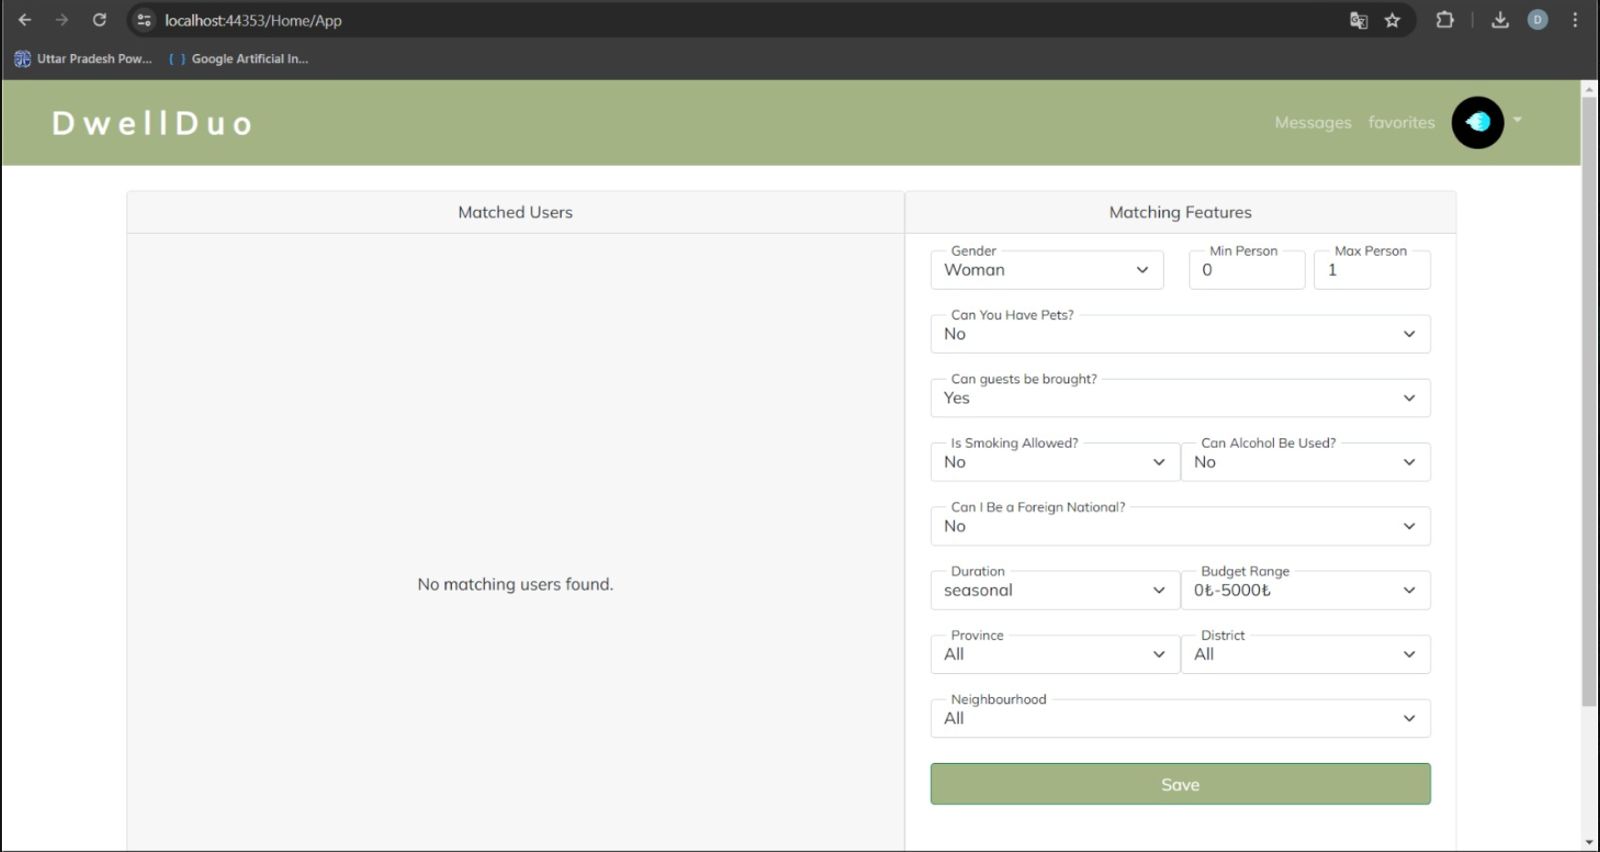 localhost:44353/Home/App
D
Uttar Pradesh Pow...
Google Artificial In...
DwellDuo
Messages
favorites
Matched Users
No matching users found.
Matching Features
Gender
Woman
Min Person
0
Max Person
1
Can You Have Pets?
No
Can guests be brought?
Yes
Is Smoking Allowed?
No
Can Alcohol Be Used?
No
Can I Be a Foreign National?
No
Duration
seasonal
Budget Range
0₺-5000₺
Province
All
District
All
Neighbourhood
All
Save